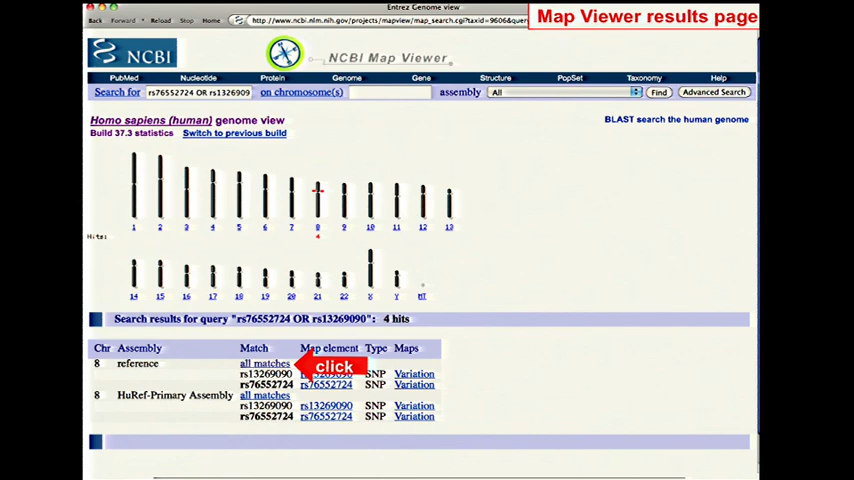 Entrez Genome view
Map Viewer results page
Back Forward Reload Stop Home http://www.ncbi.nlm.nih.gov/projects/mapview/map_search.cgi?taxid=9606&query
NCBI NCBI Map Viewer
PubMed Nucleotide Protein Genome Gene Structure PopSet Taxonomy Help
Search for rs76552724 OR rs1326909 on chromosome(s) assembly All Find Advanced Search
Homo sapiens (human) genome view BLAST search the human genome
Build 37.3 statistics Switch to previous build
1 2 3 4 5 6 7 8 9 10 11 12 13
Hits: 4
14 15 16 17 18 19 20 21 22 X Y MT
Search results for query "rs76552724 OR rs13269090": 4 hits
Chr Assembly Match Map element Type Maps
8 reference all matches
click
rs13269090 rs13269090 SNP Variation
rs76552724 rs76552724 SNP Variation
8 HuRef-Primary Assembly all matches
rs13269090 rs13269090 SNP Variation
rs76552724 rs76552724 SNP Variation